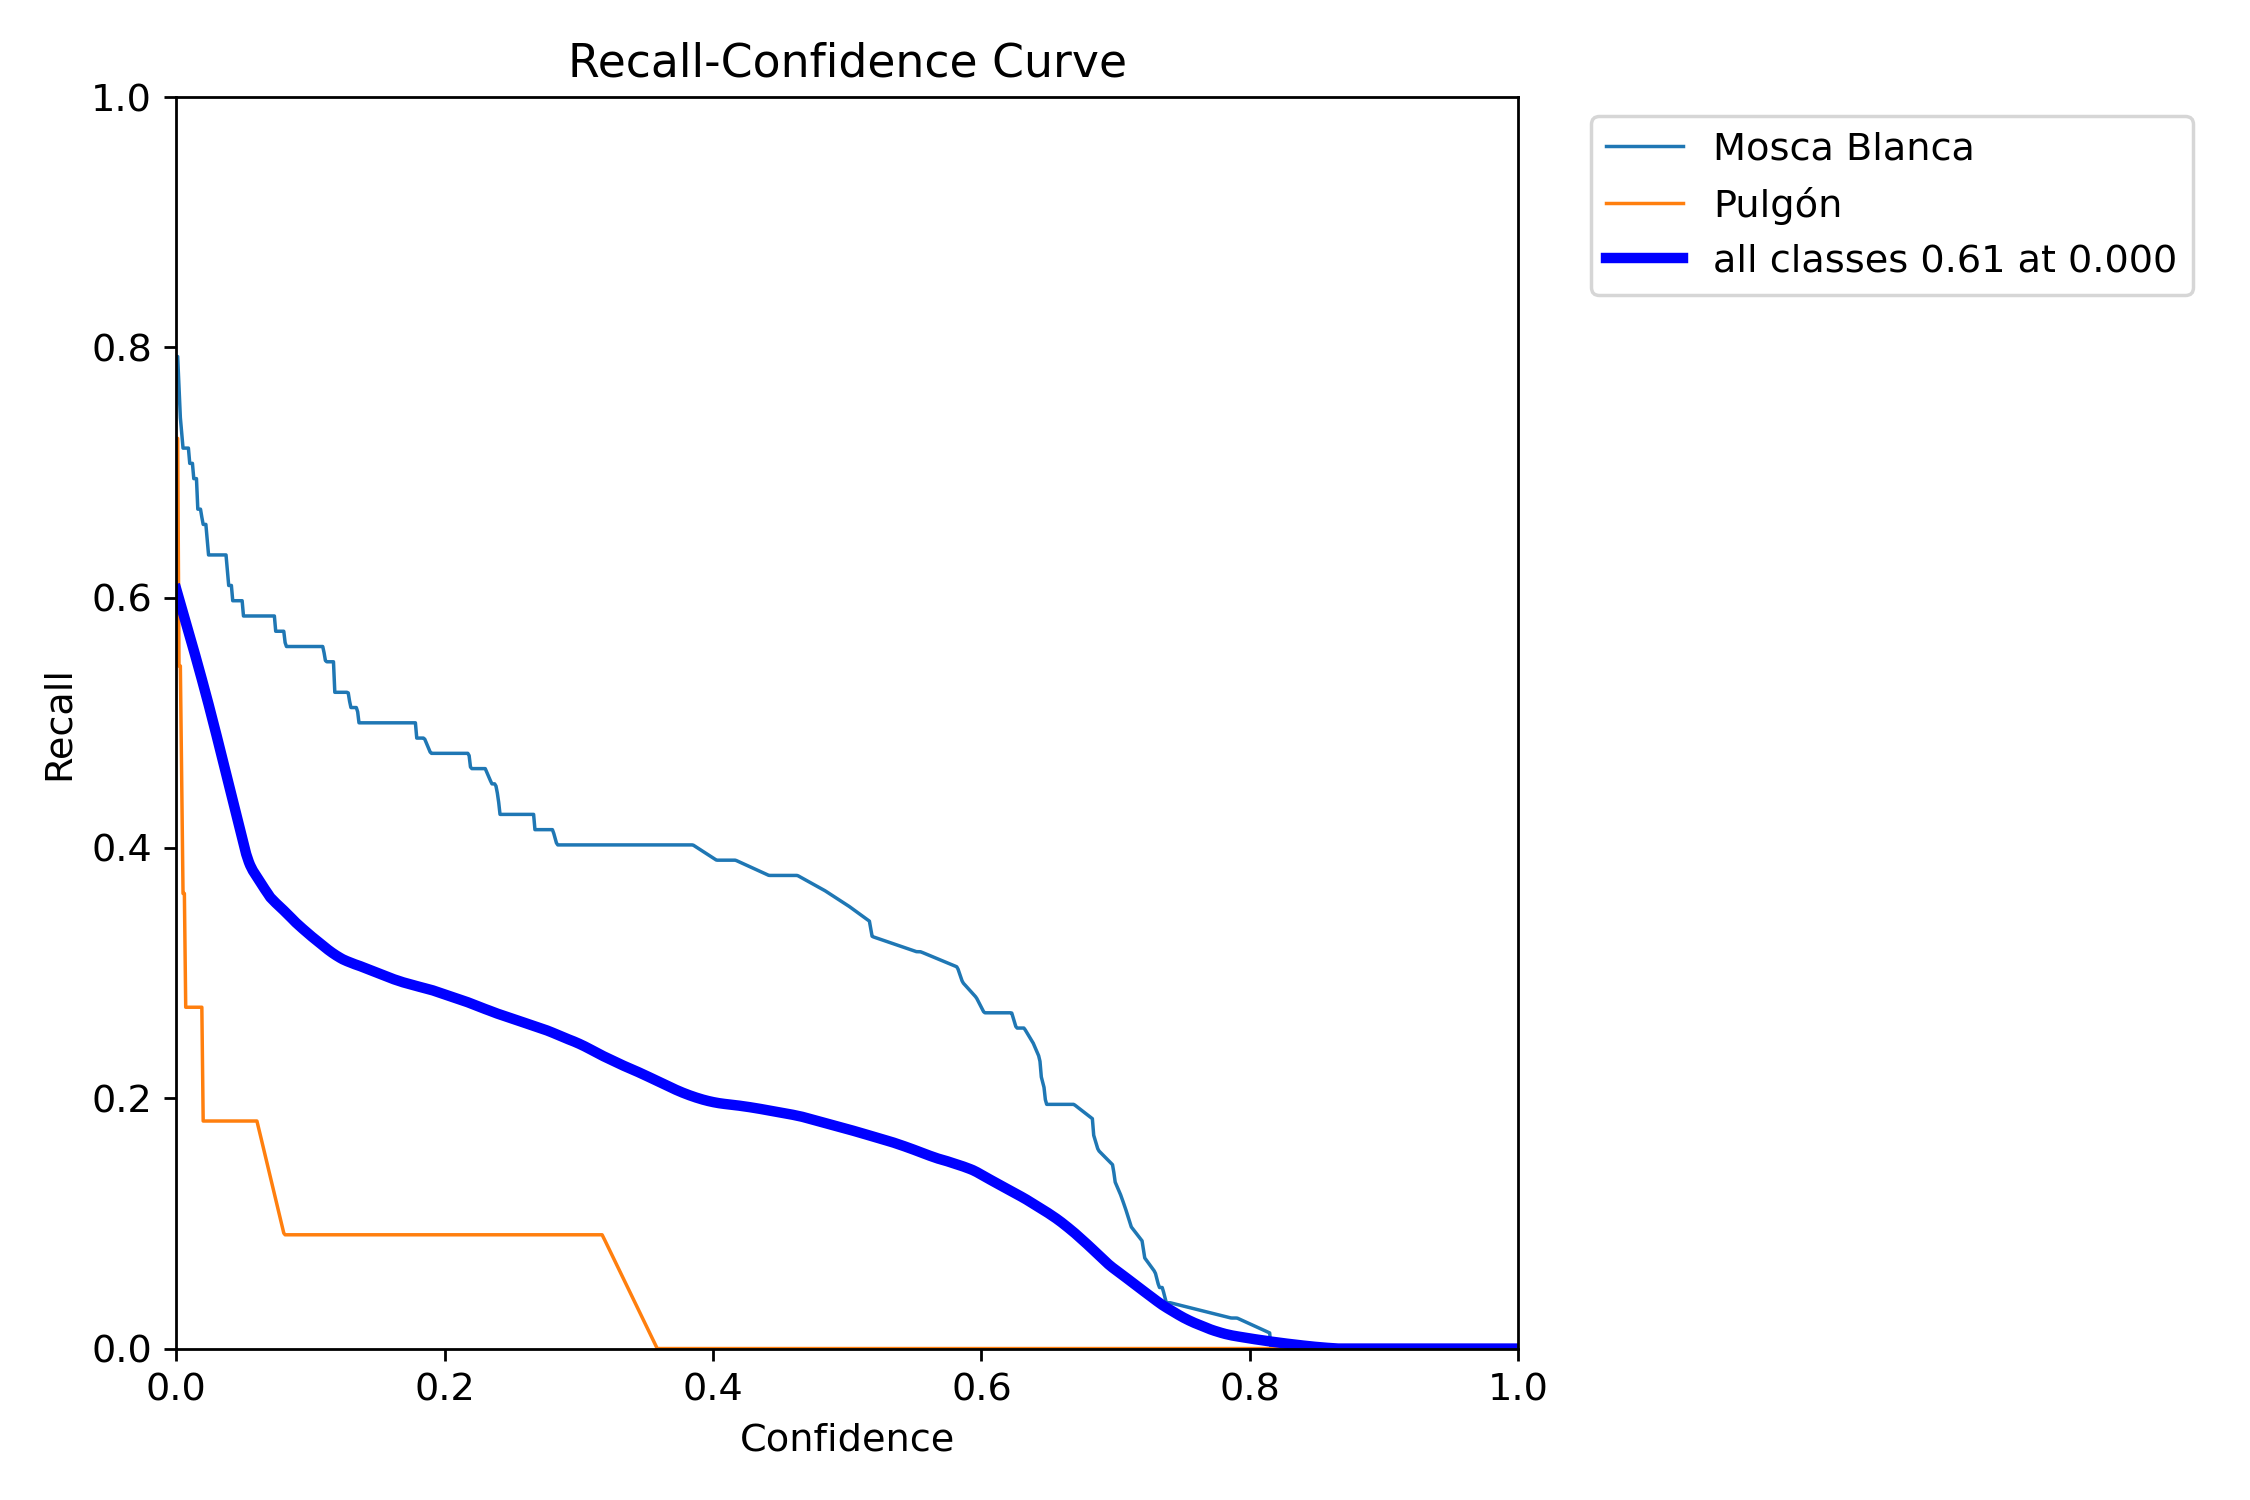 Recall-Confidence Curve
1.0
0.8
0.6
0.4
0.2
0.0
Recall
0.0 0.2 0.4 0.6 0.8 1.0
Confidence
Mosca Blanca
Pulgón
all classes 0.61 at 0.000